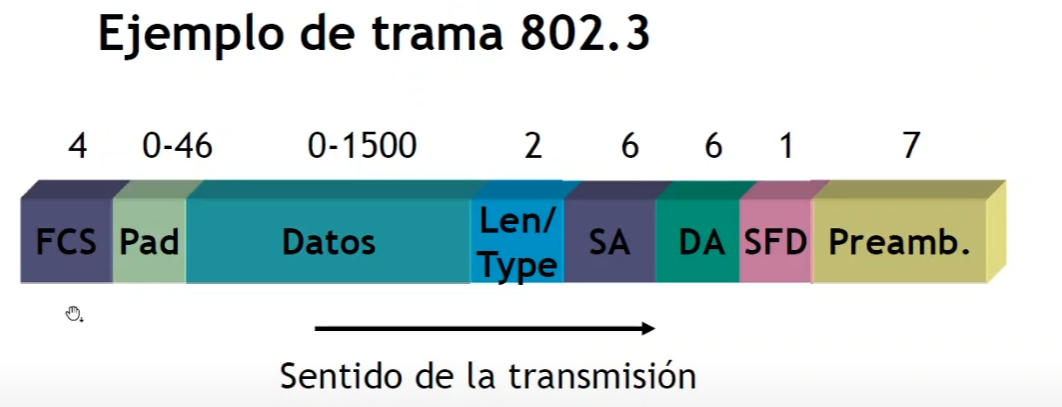 Ejemplo de trama 802.3
4 0-46 0-1500 2 6 6 1 7
FCS Pad Datos Len/ SA DA SFD Preamb.
Type
Sentido de la transmisión